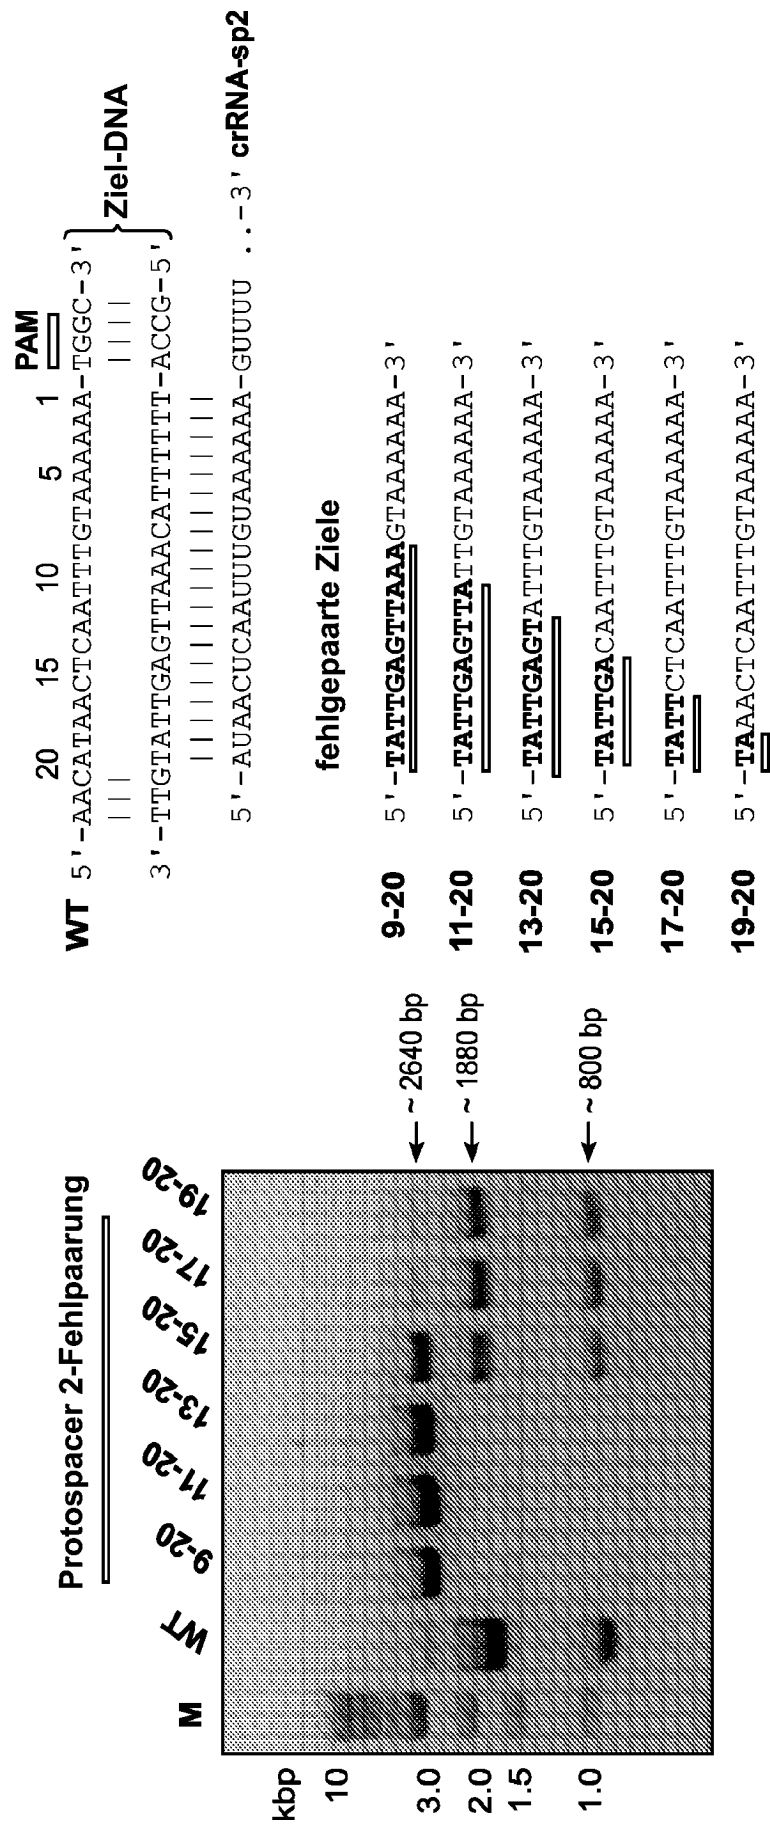 Protospacer 2-Fehlpaarung
M WT 9-20 11-20 13-20 15-20 17-20 19-20
kbp
10
3.0
2.0
1.5
1.0
~ 2640 bp
~ 1880 bp
~ 800 bp
20 15 10 5 1 PAM
WT 5'-AACATAACTCAATTTGTAAAAAA-TGGC-3'
Ziel-DNA
3'-TTGTATTGAGTTAAACATTTTTT-ACCG-5'
5'-AUAACUCAAUUUGUAAAAAA-GUUUU ..-3' crRNA-sp2
fehlgepaarte Ziele
9-20 5'-TATTGAGTTAAAGTAAAAAA-3'
11-20 5'-TATTGAGTTATTGTAAAAAA-3'
13-20 5'-TATTGAGTATTTGTAAAAAA-3'
15-20 5'-TATTGACAATTTGTAAAAAA-3'
17-20 5'-TATTCTCAATTTGTAAAAAA-3'
19-20 5'-TAAACTCAATTTGTAAAAAA-3'